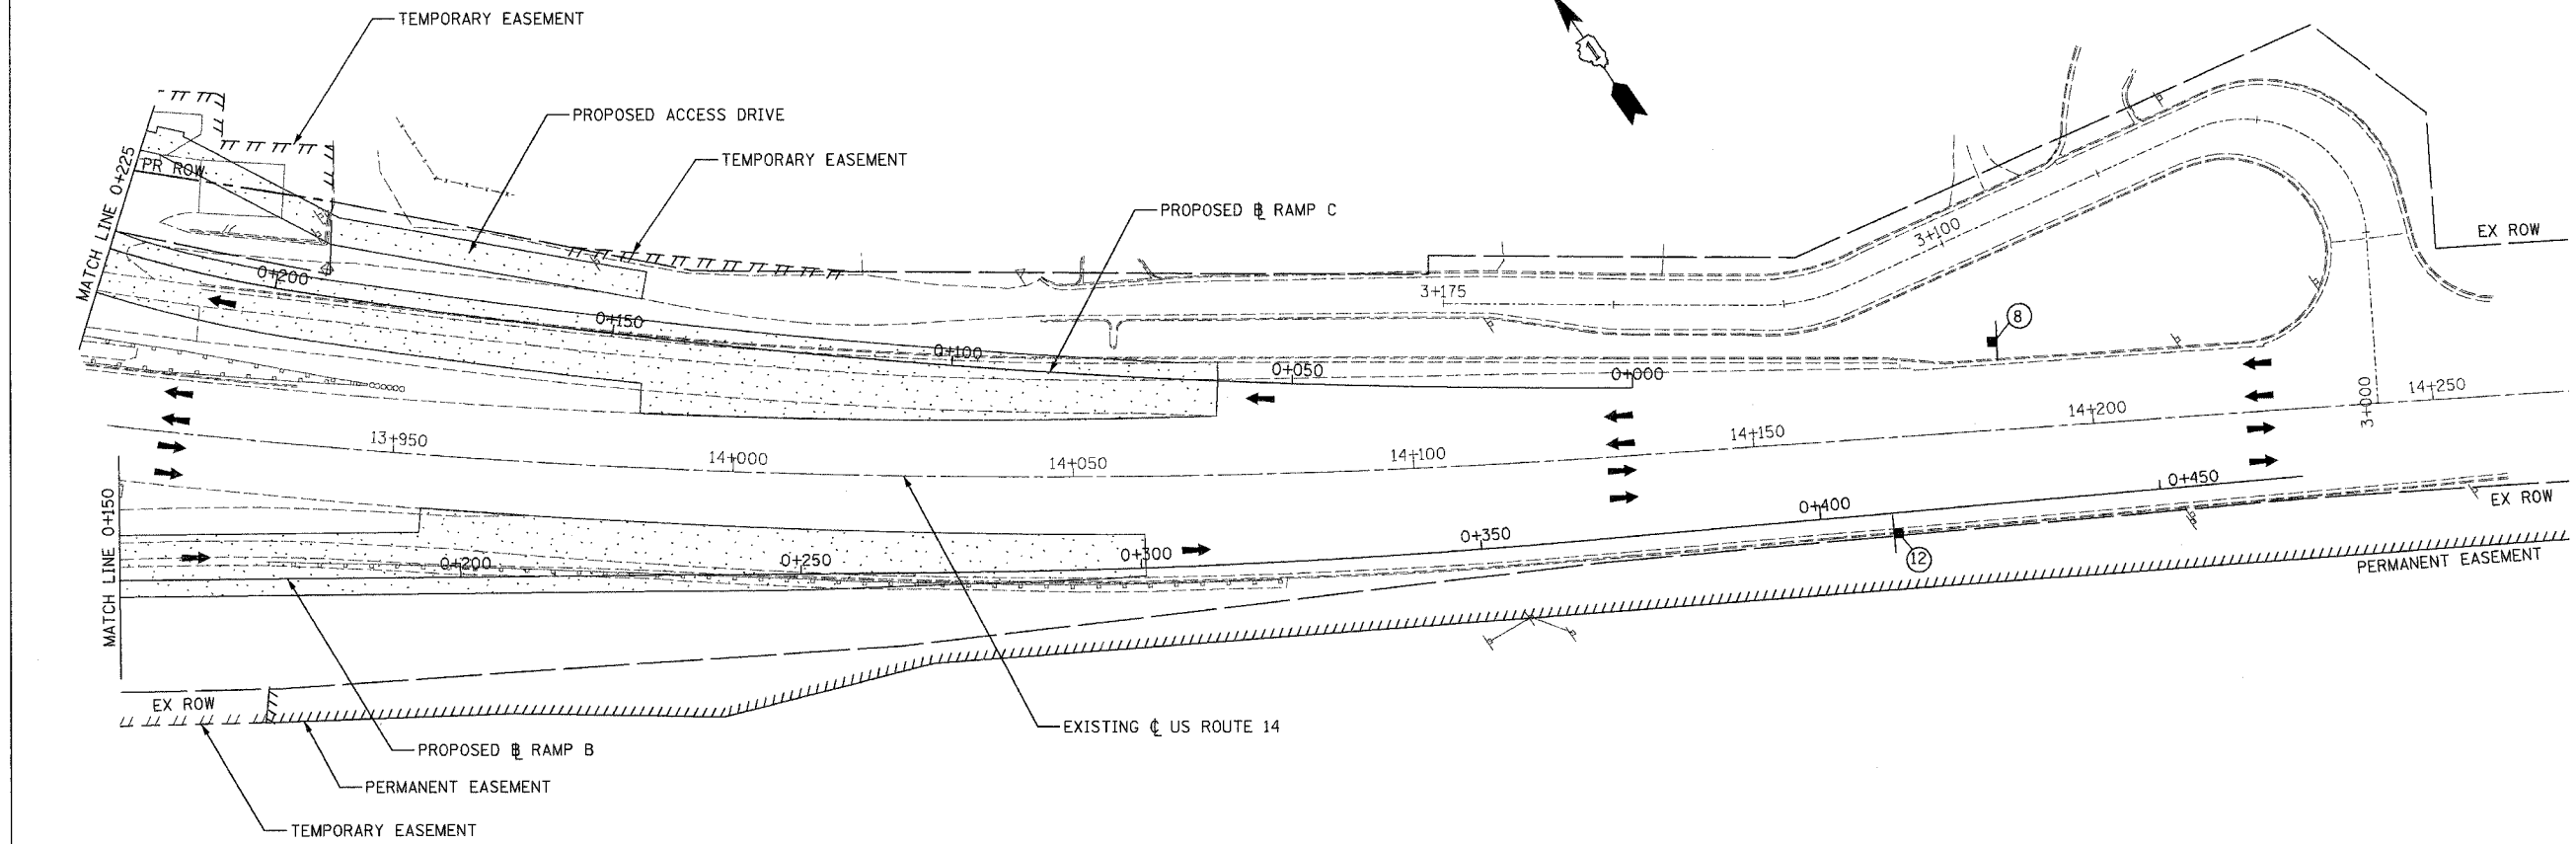 TEMPORARY EASEMENT
PROPOSED ACCESS DRIVE
TEMPORARY EASEMENT
PROPOSED ⅊ RAMP C
MATCH LINE 0+225
PR ROW
EX ROW
3+100
3+175
0+200
0+150
0+100
0+050
0+000
8
3+000
14+250
14+200
14+150
14+100
14+050
14+000
13+950
0+450
0+400
0+350
0+300
0+250
0+200
MATCH LINE 0+150
12
EX ROW
PERMANENT EASEMENT
EX ROW
EXISTING ℄ US ROUTE 14
PROPOSED ⅊ RAMP B
PERMANENT EASEMENT
TEMPORARY EASEMENT